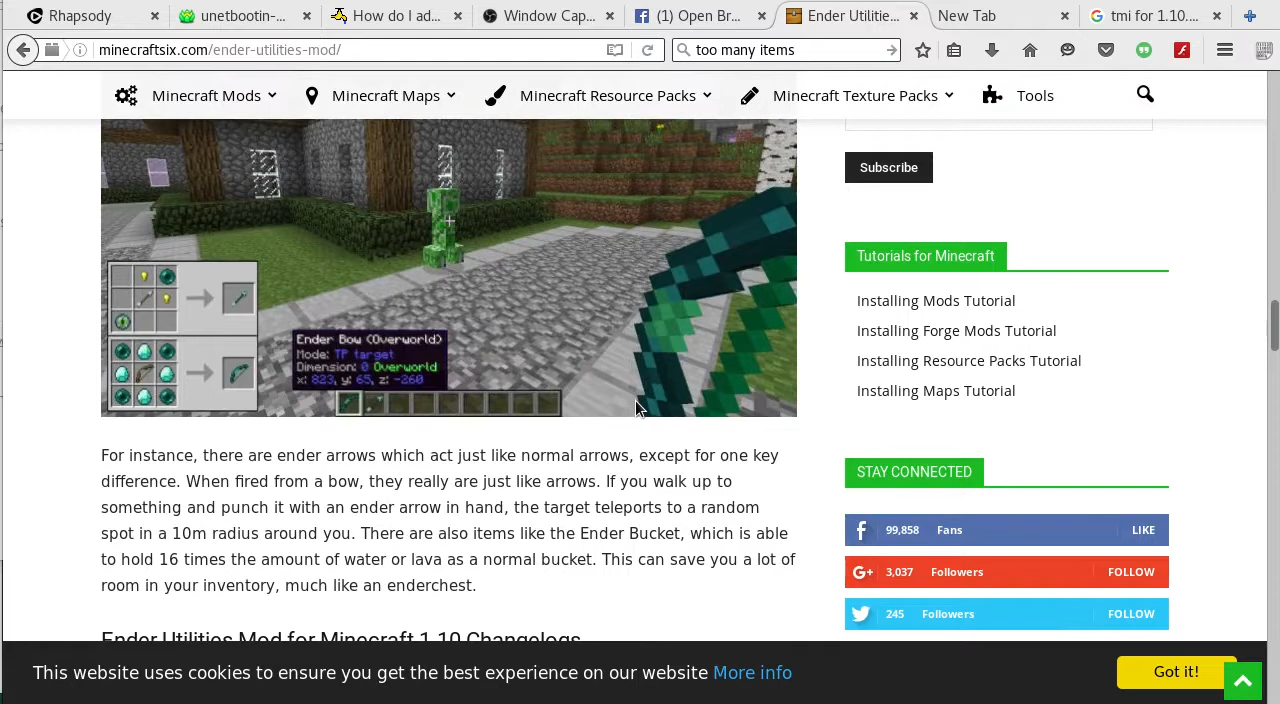 Rhapsody
unetbootin-...
How do I ad...
Window Cap...
(1) Open Br...
Ender Utilitie...
New Tab
tmi for 1.10....
minecraftsix.com/ender-utilities-mod/
too many items
Minecraft Mods
Minecraft Maps
Minecraft Resource Packs
Minecraft Texture Packs
Tools
Ender Bow (Overworld)
Mode: TP target
Dimension: 0 Overworld
x: 823, y: 65, z: -260
For instance, there are ender arrows which act just like normal arrows, except for one key
difference. When fired from a bow, they really are just like arrows. If you walk up to
something and punch it with an ender arrow in hand, the target teleports to a random
spot in a 10m radius around you. There are also items like the Ender Bucket, which is able
to hold 16 times the amount of water or lava as a normal bucket. This can save you a lot of
room in your inventory, much like an enderchest.
Ender Utilities Mod for Minecraft 1.10 Changelogs
Subscribe
Tutorials for Minecraft
Installing Mods Tutorial
Installing Forge Mods Tutorial
Installing Resource Packs Tutorial
Installing Maps Tutorial
STAY CONNECTED
99,858 Fans LIKE
3,037 Followers FOLLOW
245 Followers FOLLOW
This website uses cookies to ensure you get the best experience on our website More info
Got it!